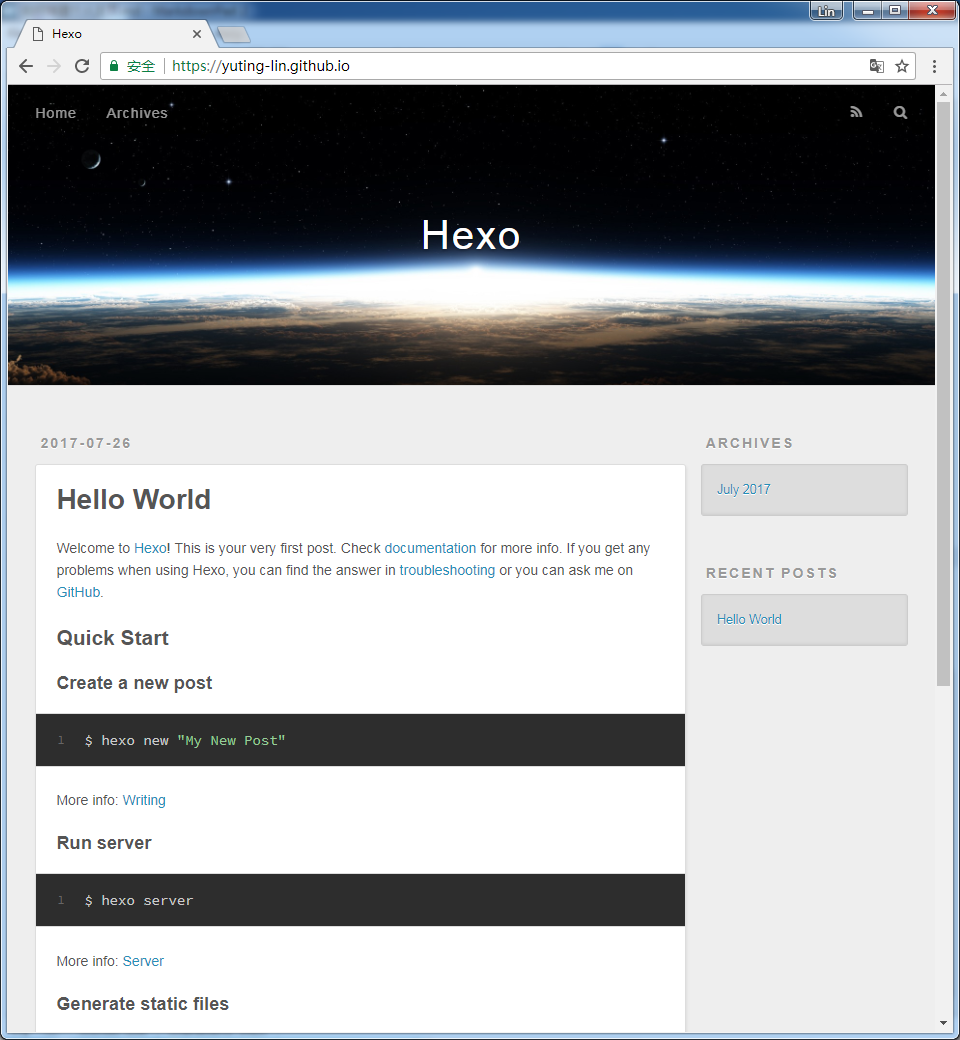 Lin
Hexo
安全 https://yuting-lin.github.io
Home Archives
Hexo
2017-07-26
Hello World
Welcome to Hexo! This is your very first post. Check documentation for more info. If you get any
problems when using Hexo, you can find the answer in troubleshooting or you can ask me on
GitHub.
Quick Start
Create a new post
1 $ hexo new "My New Post"
More info: Writing
Run server
1 $ hexo server
More info: Server
Generate static files
ARCHIVES
July 2017
RECENT POSTS
Hello World